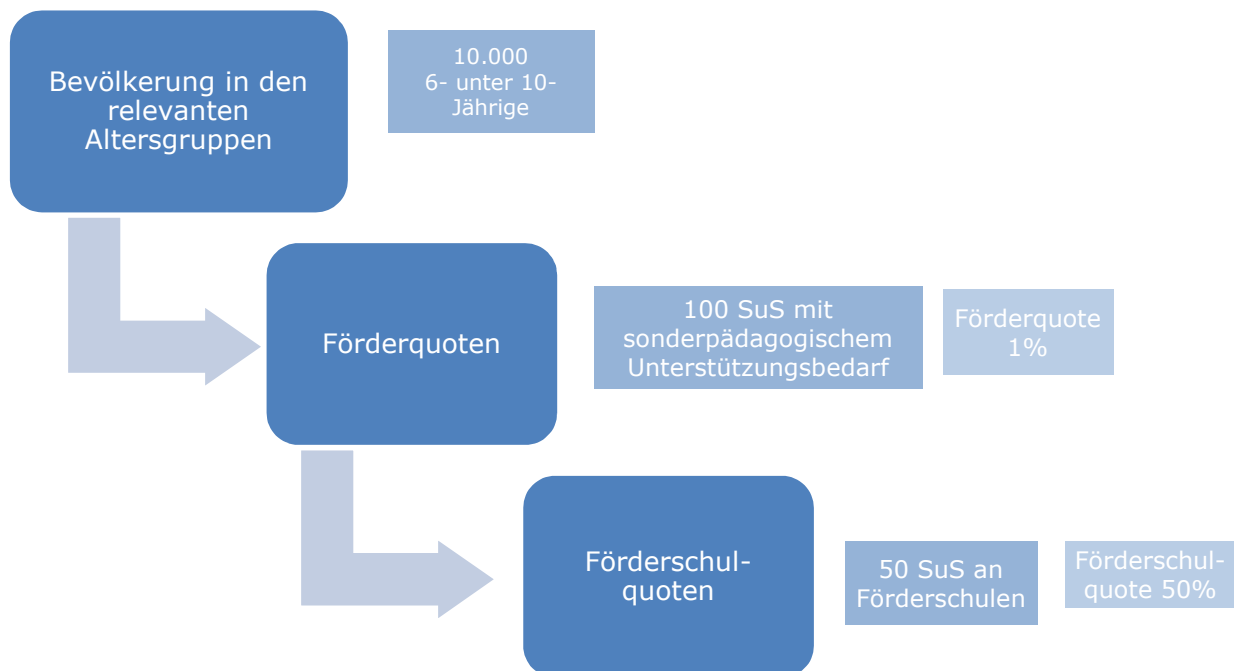 Bevölkerung in den
relevanten
Altersgruppen
10.000
6- unter 10-
Jährige
Förderquoten
100 SuS mit
sonderpädagogischem
Unterstützungsbedarf
Förderquote
1%
Förderschul-
quoten
50 SuS an
Förderschulen
Förderschul-
quote 50%